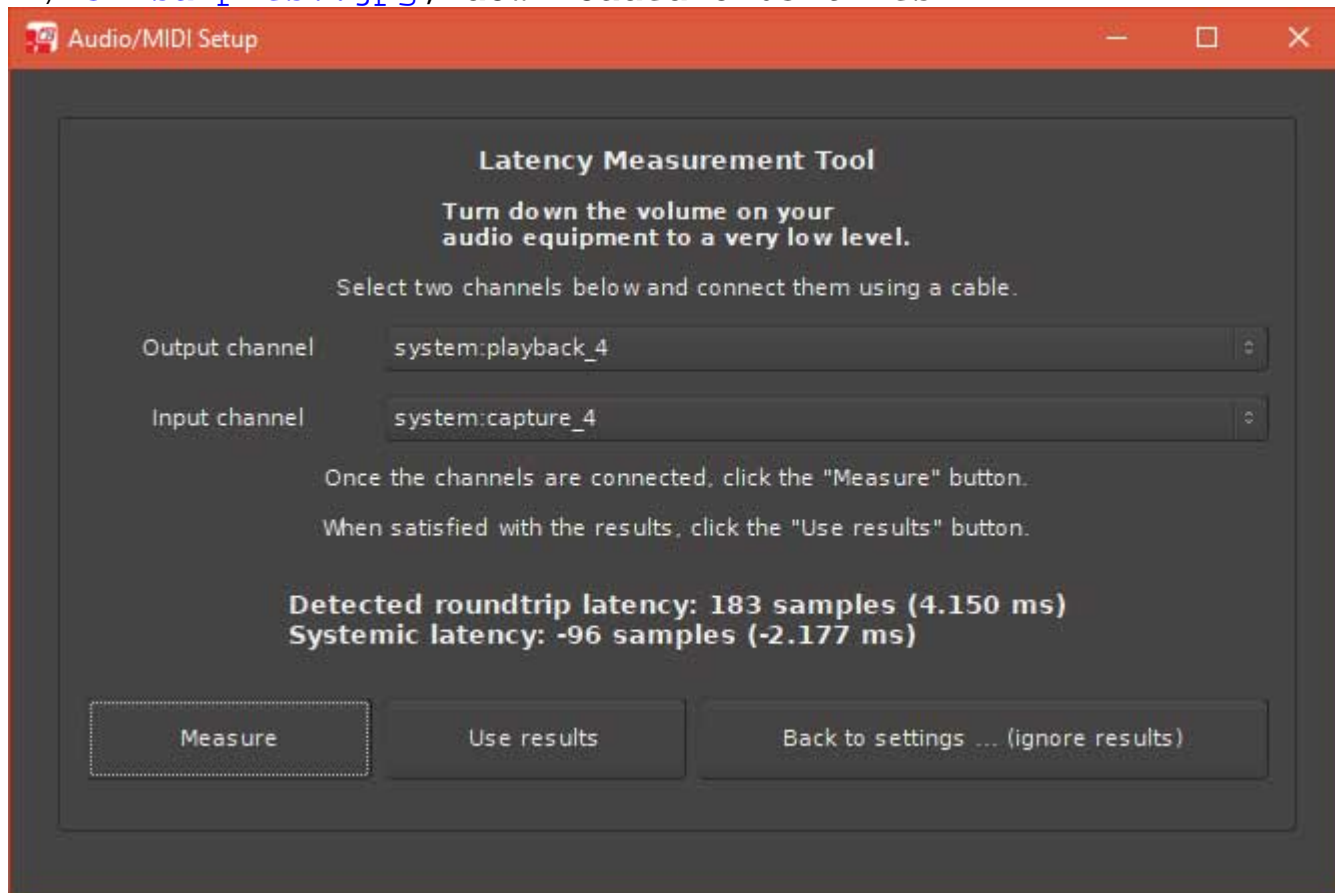 Audio/MIDI Setup
Latency Measurement Tool
Turn down the volume on your
audio equipment to a very low level.
Select two channels below and connect them using a cable.
Output channel system:playback_4
Input channel system:capture_4
Once the channels are connected, click the "Measure" button.
When satisfied with the results, click the "Use results" button.
Detected roundtrip latency: 183 samples (4.150 ms)
Systemic latency: -96 samples (-2.177 ms)
Measure Use results Back to settings ... (ignore results)